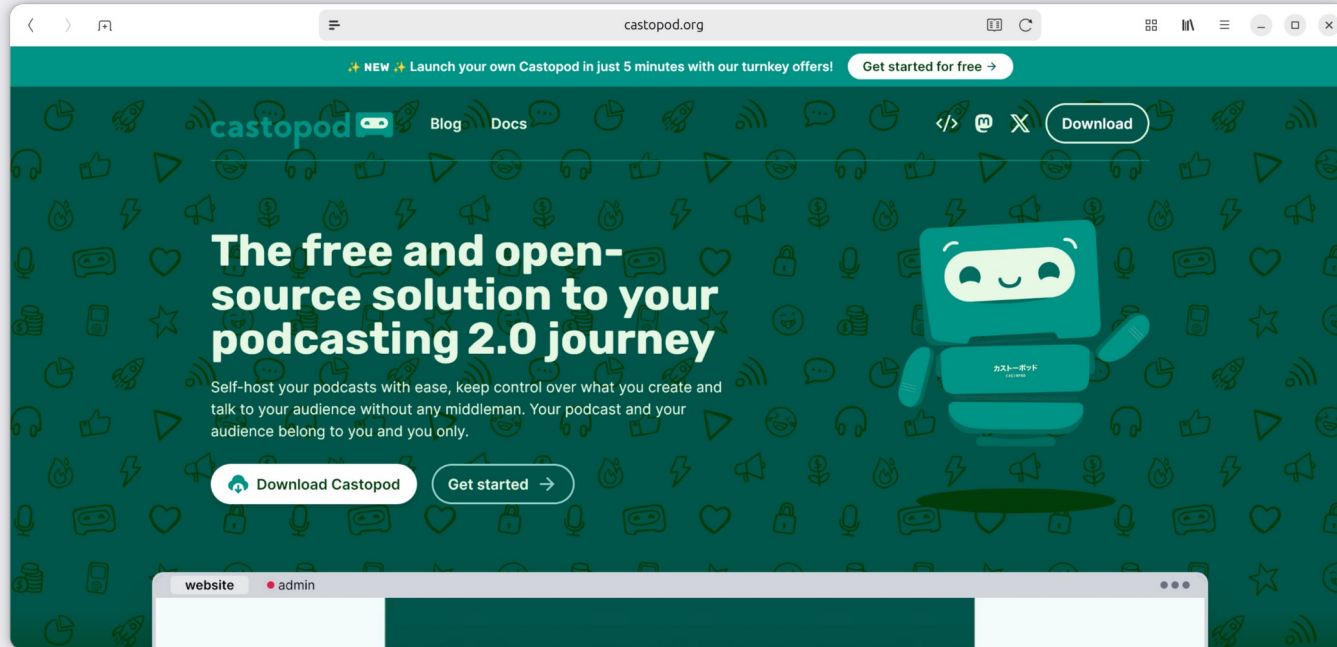 castopod.org
✨ NEW ✨ Launch your own Castopod in just 5 minutes with our turnkey offers!
Get started for free →
castopod
Blog
Docs
</>
Download
The free and open-
source solution to your
podcasting 2.0 journey
Self-host your podcasts with ease, keep control over what you create and
talk to your audience without any middleman. Your podcast and your
audience belong to you and you only.
カストーポッド
castopod
Download Castopod
Get started →
website
admin